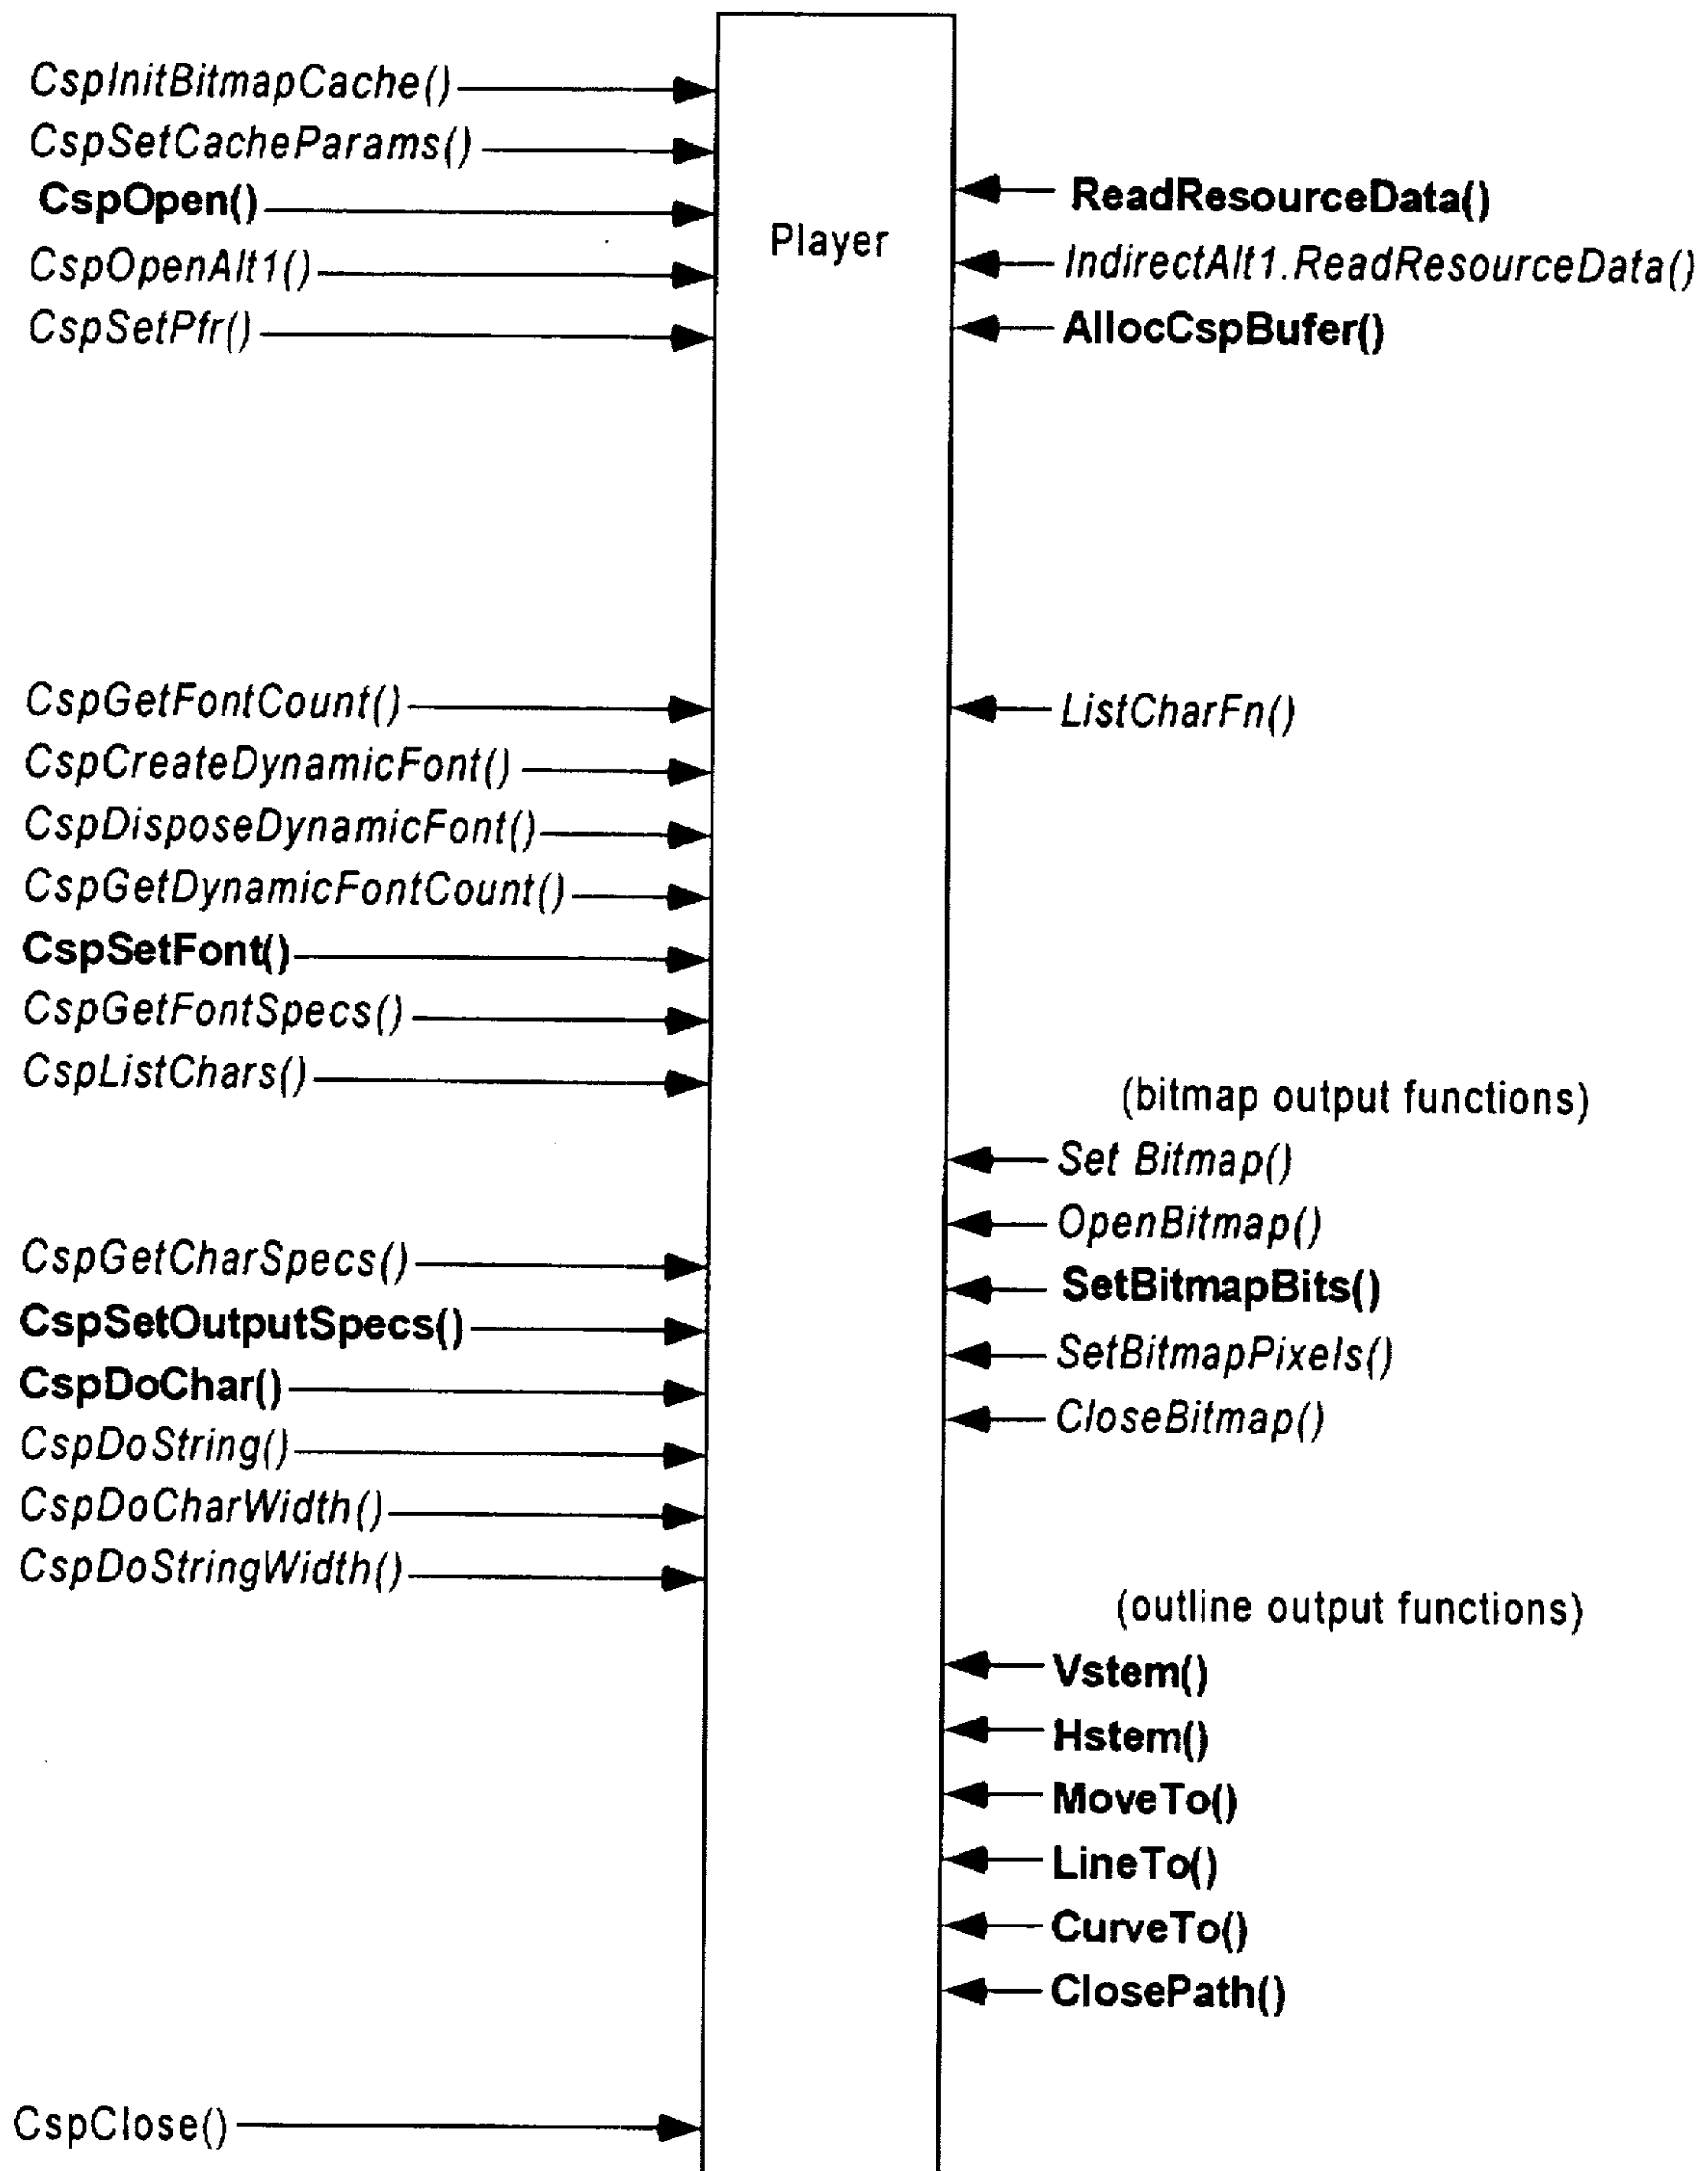 CspInitBitmapCache()
CspSetCacheParams()
CspOpen()
CspOpenAlt1()
CspSetPfr()
Player
ReadResourceData()
IndirectAlt1.ReadResourceData()
AllocCspBufer()
CspGetFontCount()
CspCreateDynamicFont()
CspDisposeDynamicFont()
CspGetDynamicFontCount()
CspSetFont()
CspGetFontSpecs()
CspListChars()
ListCharFn()
(bitmap output functions)
Set Bitmap()
OpenBitmap()
SetBitmapBits()
SetBitmapPixels()
CloseBitmap()
CspGetCharSpecs()
CspSetOutputSpecs()
CspDoChar()
CspDoString()
CspDoCharWidth()
CspDoStringWidth()
(outline output functions)
Vstem()
Hstem()
MoveTo()
LineTo()
CurveTo()
ClosePath()
CspClose()